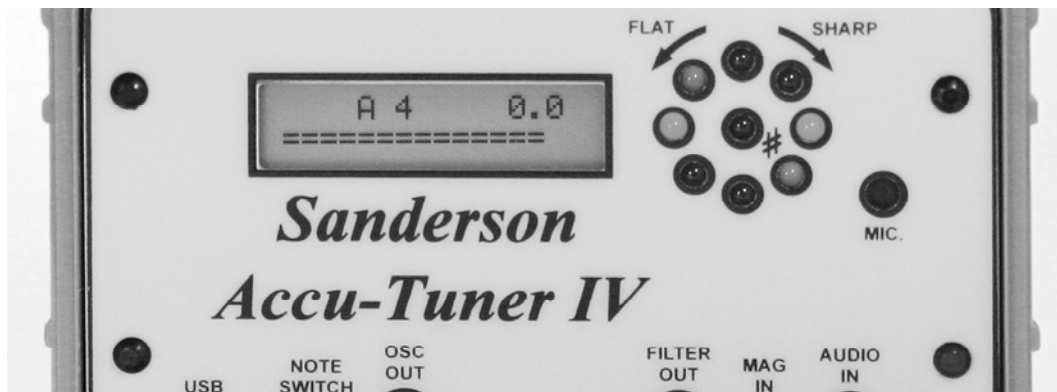 FLAT SHARP
A 4 0.0
=============
#
MIC.
Sanderson
Accu-Tuner IV
USB
NOTE
SWITCH
OSC
OUT
FILTER
OUT
MAG
IN
AUDIO
IN